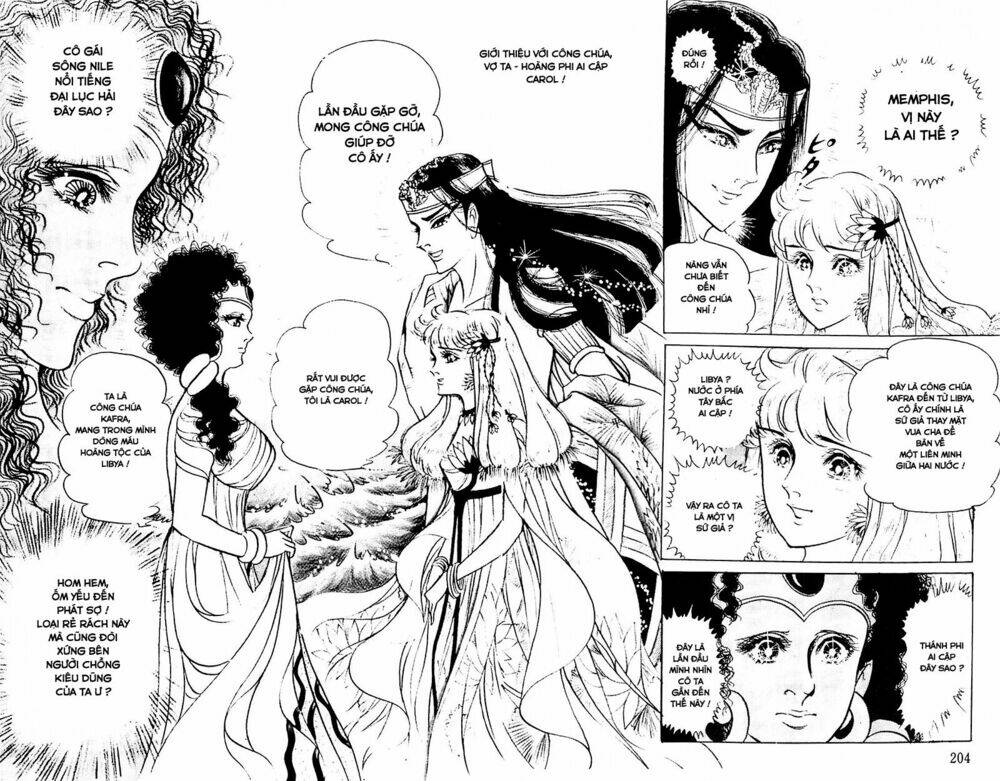 MEMPHIS,
VỊ NÀY
LÀ AI THẾ ?
ĐÚNG
RỒI !
ピタ
NÀNG VẪN
CHƯA BIẾT
ĐẾN
CÔNG CHÚA
NHỈ !
ĐÂY LÀ CÔNG CHÚA
KAFRA ĐẾN TỪ LIBYA,
CÔ ẤY CHÍNH LÀ
SỨ GIẢ THAY MẶT
VUA CHA ĐỂ
BÀN VỀ
MỘT LIÊN MINH
GIỮA HAI NƯỚC !
LIBYA ?
NƯỚC Ở PHÍA
TÂY BẮC
AI CẬP !
VẬY RA CÔ TA
LÀ MỘT VỊ
SỨ GIẢ ?
THÁNH PHI
AI CẬP
ĐÂY SAO ?
ĐÂY LÀ
LẦN ĐẦU
MÌNH NHÌN
CÔ TA
GẦN ĐẾN
THẾ NÀY !
204
GIỚI THIỆU VỚI CÔNG CHÚA,
VỢ TA - HOÀNG PHI AI CẬP
CAROL !
LẦN ĐẦU GẶP GỠ,
MONG CÔNG CHÚA
GIÚP ĐỠ
CÔ ẤY !
RẤT VUI ĐƯỢC
GẶP CÔNG CHÚA,
TÔI LÀ CAROL !
CÔ GÁI
SÔNG NILE
NỔI TIẾNG
ĐẠI LỤC HẢI
ĐÂY SAO ?
TA LÀ
CÔNG CHÚA
KAFRA,
MANG TRONG MÌNH
DÒNG MÁU
HOÀNG TỘC CỦA
LIBYA !
HOM HEM,
ỐM YẾU ĐẾN
PHÁT SỢ !
LOẠI RẺ RÁCH NÀY
MÀ CŨNG ĐÒI
XỨNG BÊN
NGƯỜI CHỒNG
KIÊU DŨNG
CỦA TA Ư ?